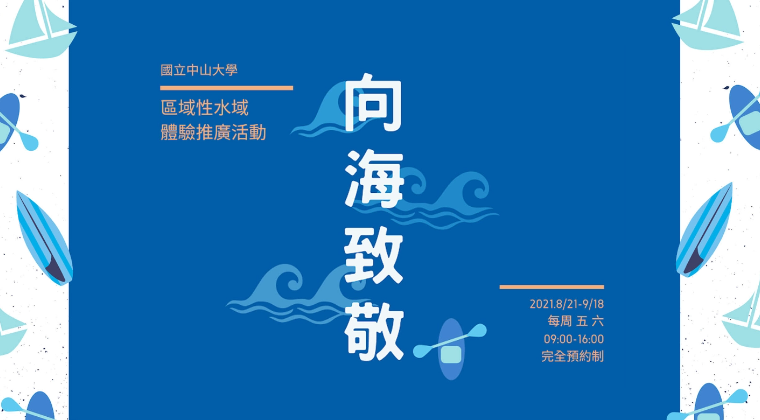 國立中山大學
區域性水域
體驗推廣活動
向海致敬
2021.8/21-9/18
每周 五 六
09:00-16:00
完全預約制